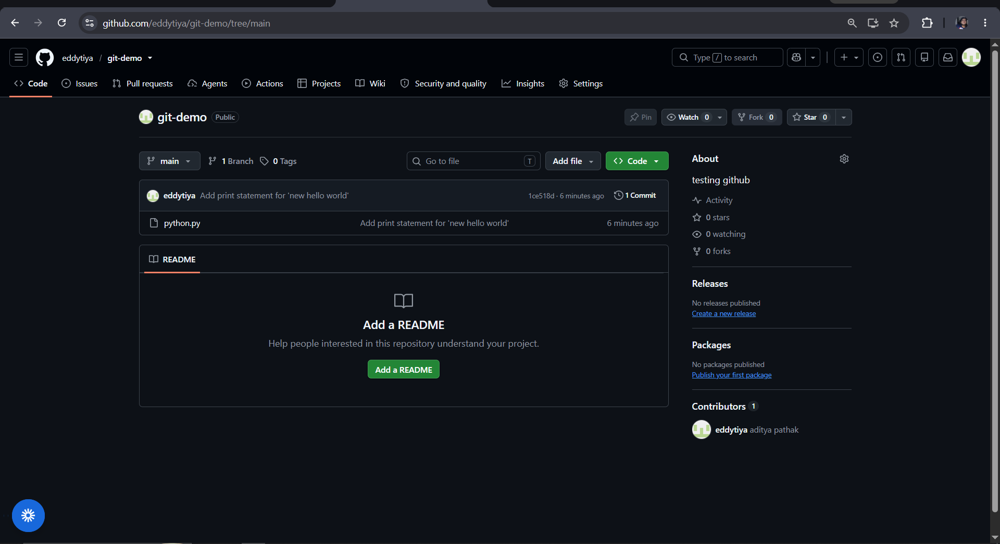 github.com/eddytiya/git-demo/tree/main
eddytiya / git-demo
Type / to search
Code Issues Pull requests Agents Actions Projects Wiki Security and quality Insights Settings
git-demo Public
Pin Watch 0 Fork 0 Star 0
main 1 Branch 0 Tags
Go to file T Add file Code
eddytiya Add print statement for 'new hello world' 1ce518d · 6 minutes ago 1 Commit
python.py Add print statement for 'new hello world' 6 minutes ago
README
Add a README
Help people interested in this repository understand your project.
Add a README
About
testing github
Activity
0 stars
0 watching
0 forks
Releases
No releases published
Create a new release
Packages
No packages published
Publish your first package
Contributors 1
eddytiya aditya pathak